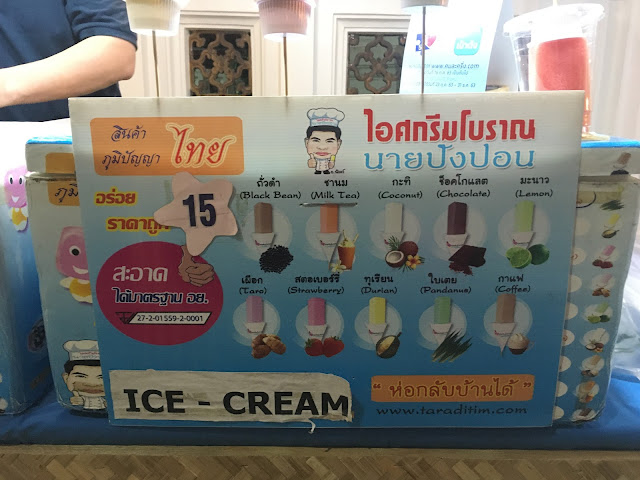 สินค้า
ภูมิปัญญา ไทย
อร่อย
ราคาถูก
15
สะอาด
ได้มาตรฐาน อย.
27-2-01559-2-0001
ไอศกรีมโบราณ
นายปังปอน
ถั่วดำ ชานม กะทิ ช็อคโกแลต มะนาว
(Black Bean) (Milk Tea) (Coconut) (Chocolate) (Lemon)
เผือก สตอเบอร์รี่ ทุเรียน ใบเตย กาแฟ
(Taro) (Strawberry) (Durian) (Pandanus) (Coffee)
ICE - CREAM
“ ห่อกลับบ้านได้ ”
www.taraditim.com